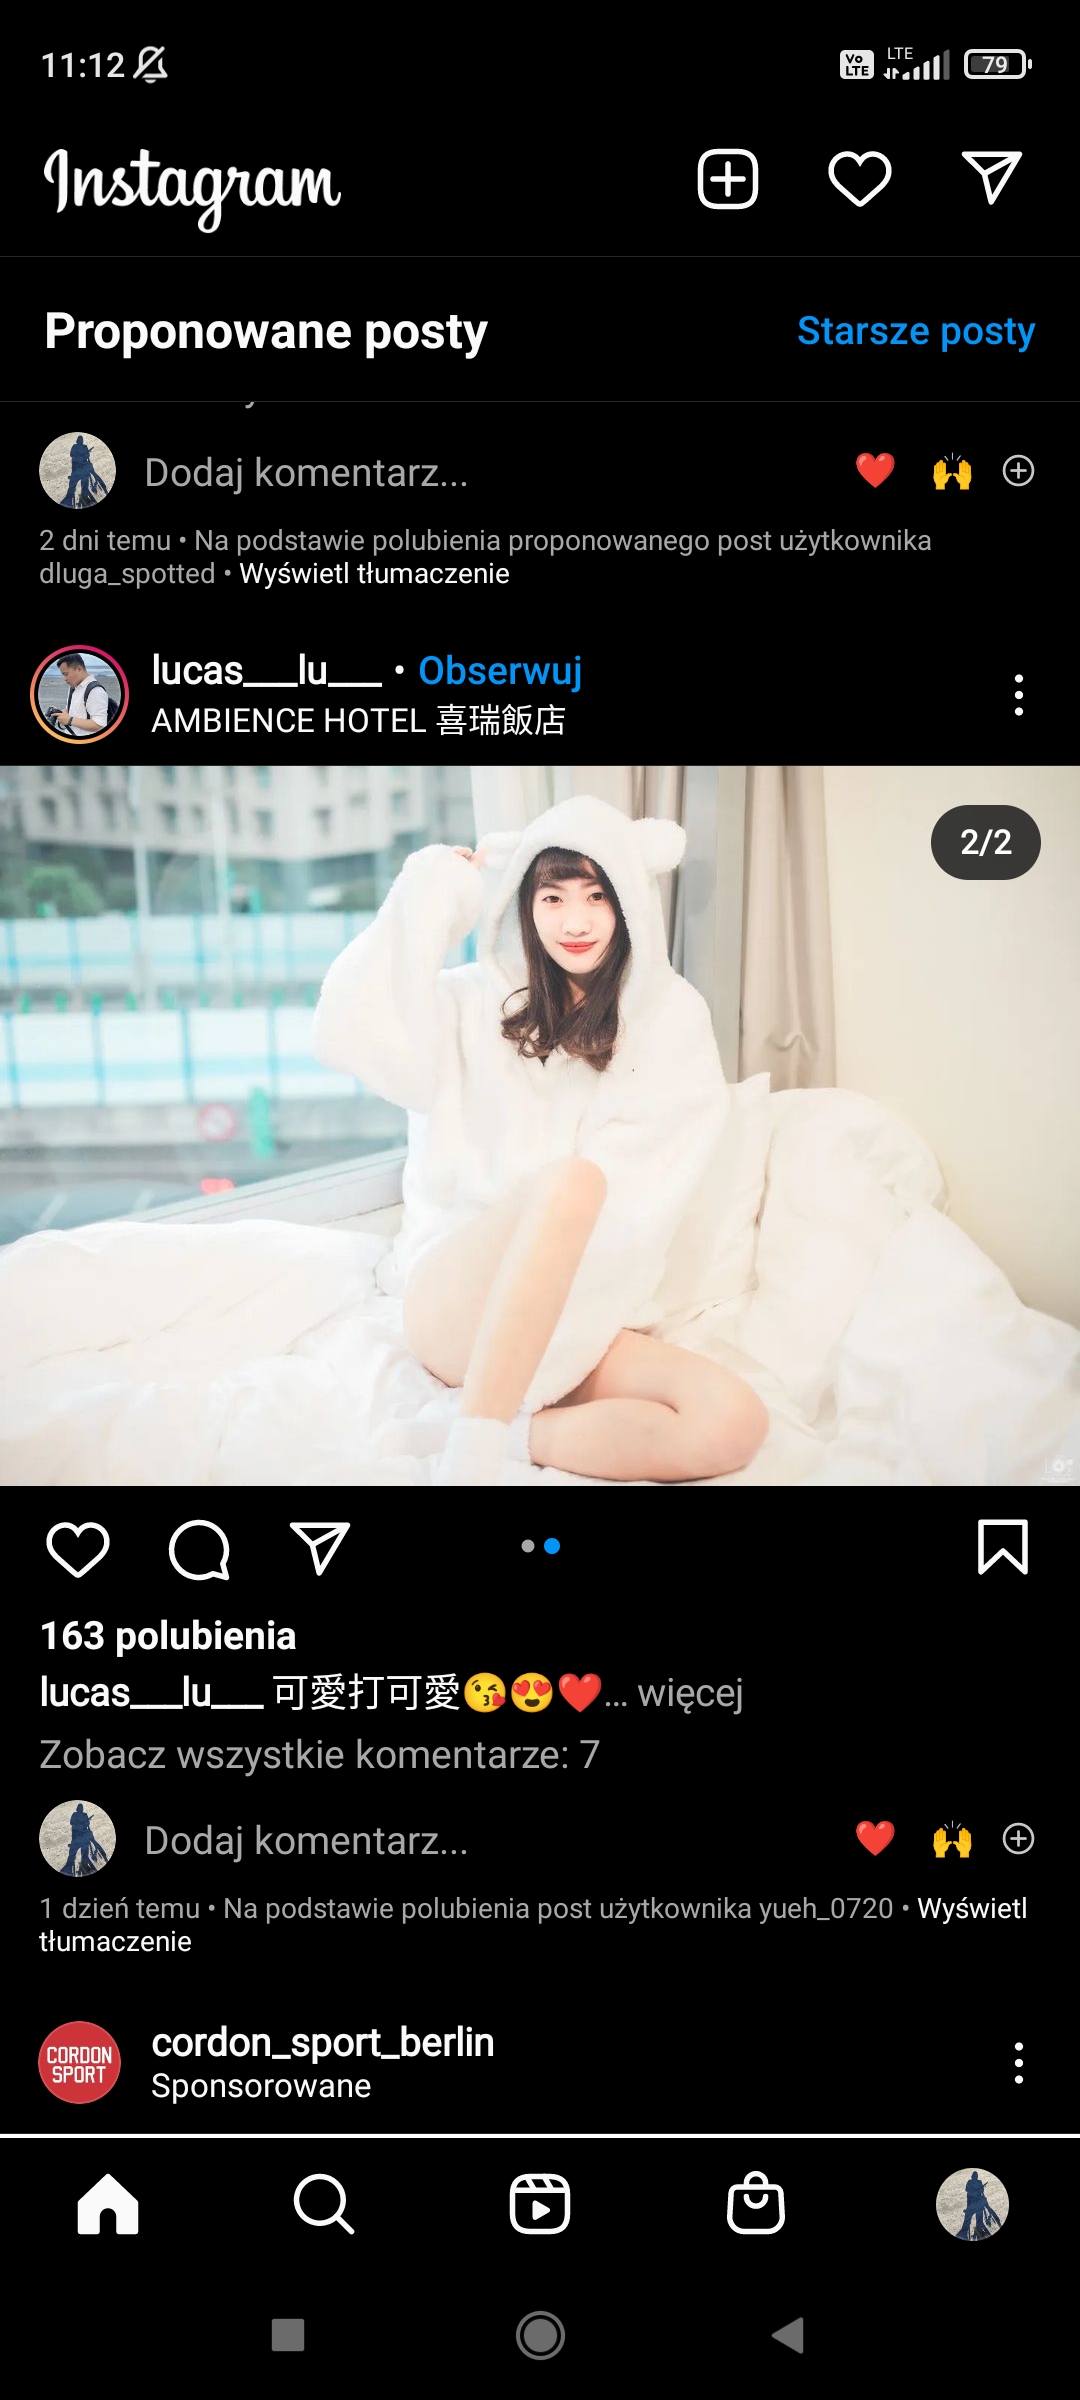 11:12
Vo LTE
LTE
79
Instagram
Proponowane posty
Starsze posty
Dodaj komentarz...
2 dni temu • Na podstawie polubienia proponowanego post użytkownika
dluga_spotted • Wyświetl tłumaczenie
lucas___lu___ • Obserwuj
AMBIENCE HOTEL 喜瑞飯店
2/2
163 polubienia
lucas___lu___ 可愛打可愛😘😍❤️... więcej
Zobacz wszystkie komentarze: 7
Dodaj komentarz...
1 dzień temu • Na podstawie polubienia post użytkownika yueh_0720 • Wyświetl
tłumaczenie
CORDON
SPORT
cordon_sport_berlin
Sponsorowane